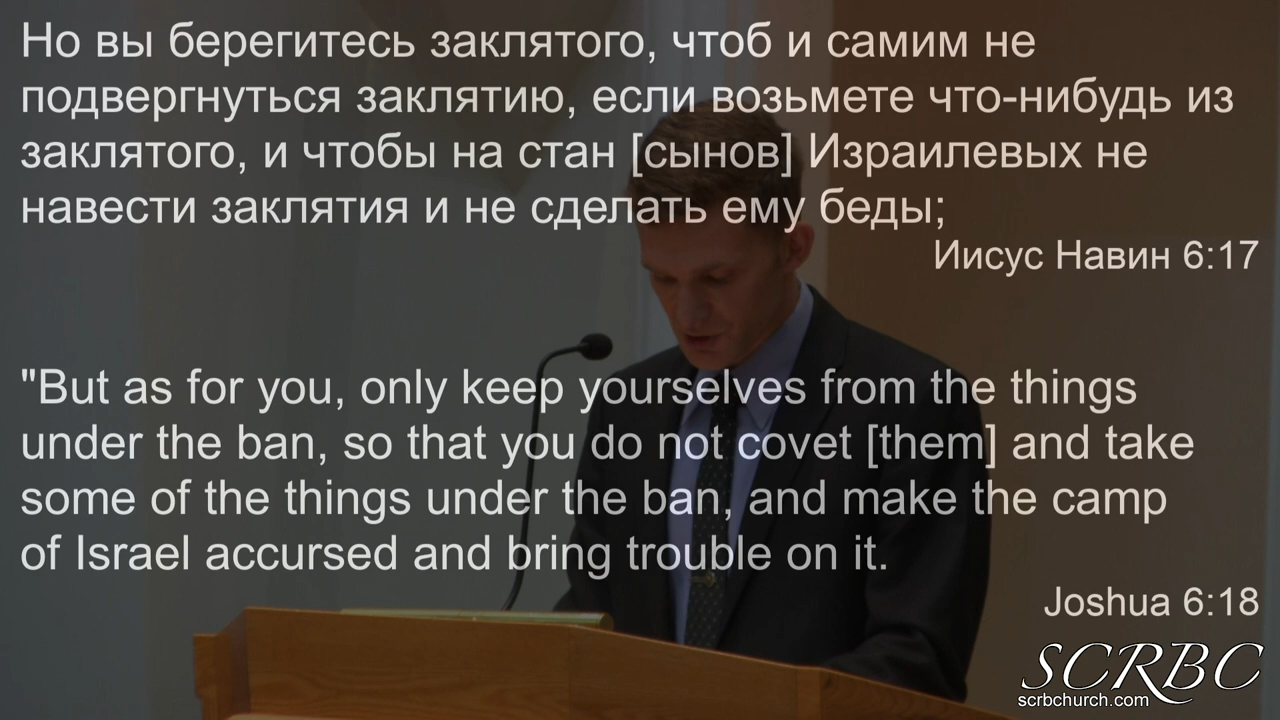 Но вы берегитесь заклятого, чтоб и самим не
подвергнуться заклятию, если возьмете что-нибудь из
заклятого, и чтобы на стан [сынов] Израилевых не
навести заклятия и не сделать ему беды;
Иисус Навин 6:17
"But as for you, only keep yourselves from the things
under the ban, so that you do not covet [them] and take
some of the things under the ban, and make the camp
of Israel accursed and bring trouble on it.
Joshua 6:18
SCRBC
scrbchurch.com